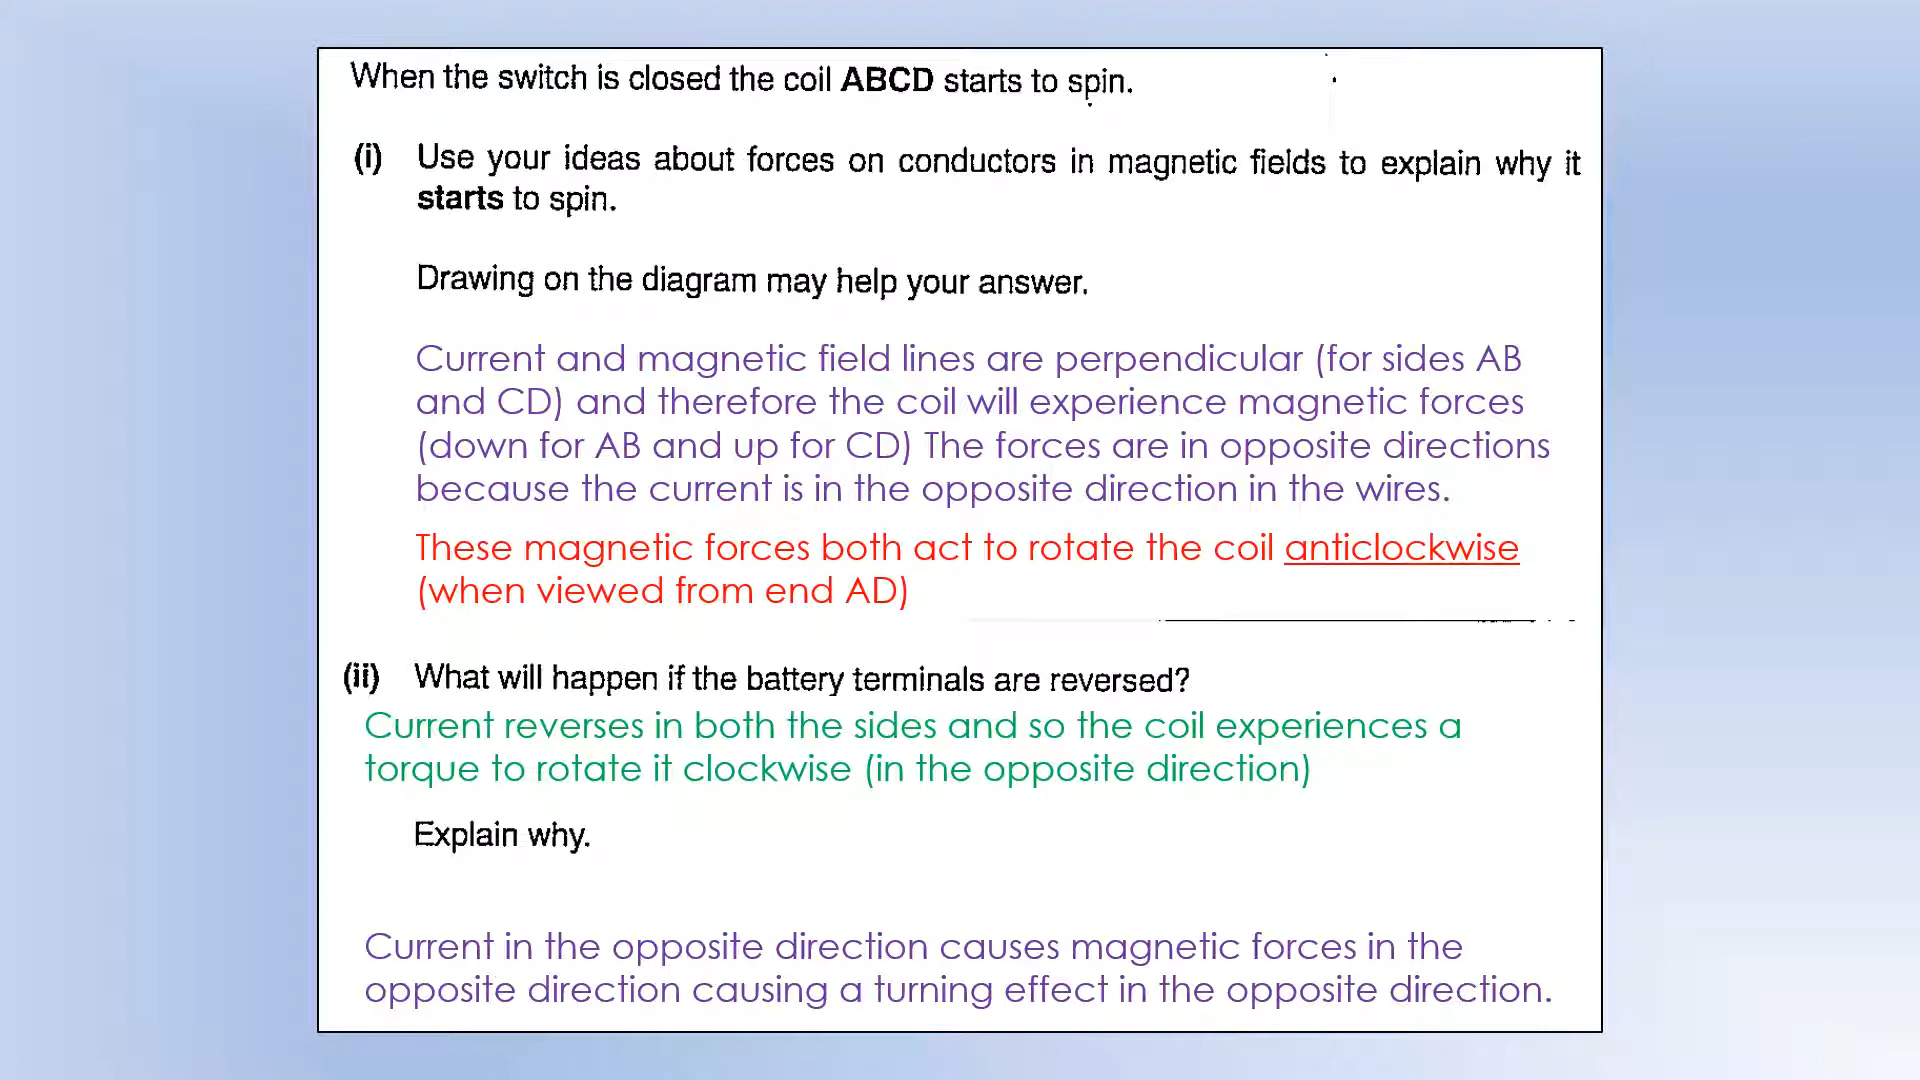 When the switch is closed the coil ABCD starts to spin.
(i) Use your ideas about forces on conductors in magnetic fields to explain why it
starts to spin.
Drawing on the diagram may help your answer.
Current and magnetic field lines are perpendicular (for sides AB
and CD) and therefore the coil will experience magnetic forces
(down for AB and up for CD) The forces are in opposite directions
because the current is in the opposite direction in the wires.
These magnetic forces both act to rotate the coil anticlockwise
(when viewed from end AD)
(ii) What will happen if the battery terminals are reversed?
Current reverses in both the sides and so the coil experiences a
torque to rotate it clockwise (in the opposite direction)
Explain why.
Current in the opposite direction causes magnetic forces in the
opposite direction causing a turning effect in the opposite direction.